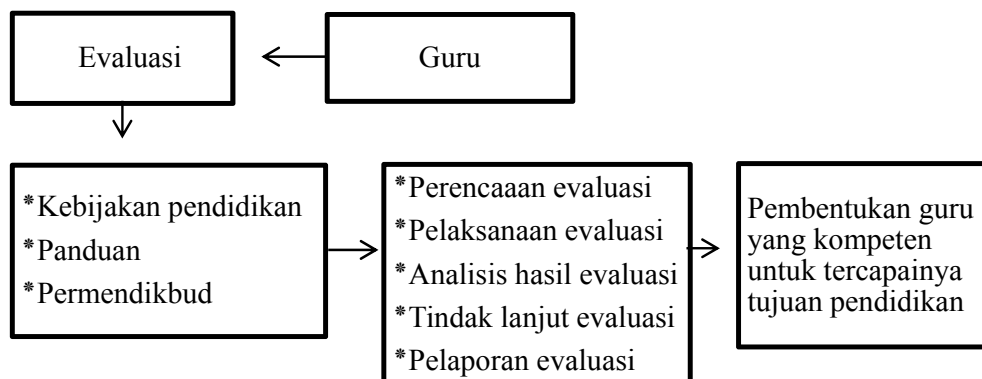 Evaluasi
Guru
*Kebijakan pendidikan
*Panduan
*Permendikbud
*Perencaaan evaluasi
*Pelaksanaan evaluasi
*Analisis hasil evaluasi
*Tindak lanjut evaluasi
*Pelaporan evaluasi
Pembentukan guru
yang kompeten
untuk tercapainya
tujuan pendidikan